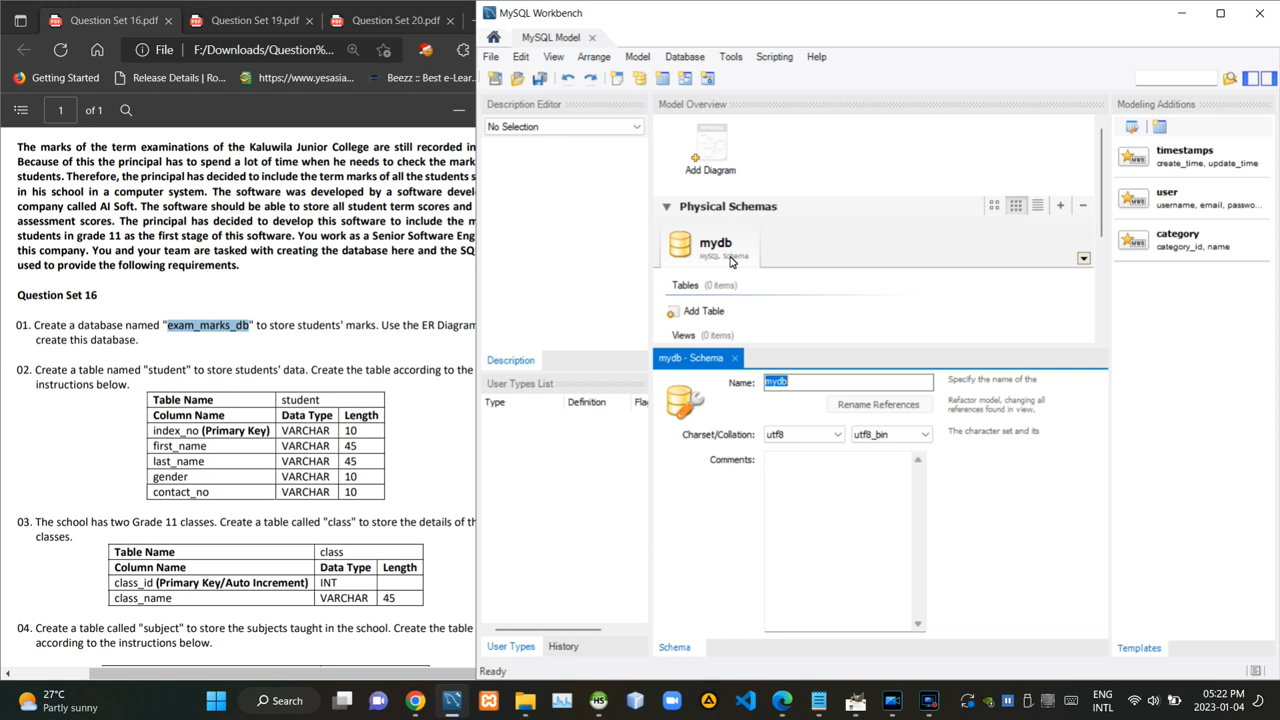 Question Set 16.pdf
Question Set 19.pdf
Question Set 20.pdf
File
F:/Downloads/Question%...
Getting Started
Release Details | Ro...
https://www.yesasia...
Beezz :: Best e-Lear...
1
of 1
The marks of the term examinations of the Kaluwila Junior College are still recorded in
Because of this the principal has to spend a lot of time when he needs to check the mark
students. Therefore, the principal has decided to include the term marks of all the students s
in his school in a computer system. The software was developed by a software devel
company called AI Soft. The software should be able to store all student term scores and
assessment scores. The principal has decided to develop this software to include the m
students in grade 11 as the first stage of this software. You work as a Senior Software Eng
this company. You and your team are tasked with creating the database here and the SQ
used to provide the following requirements.
Question Set 16
01. Create a database named "exam_marks_db" to store students' marks. Use the ER Diagram
create this database.
02. Create a table named "student" to store students' data. Create the table according to the
instructions below.
Table Name student
Column Name Data Type Length
index_no (Primary Key) VARCHAR 10
first_name VARCHAR 45
last_name VARCHAR 45
gender VARCHAR 10
contact_no VARCHAR 10
03. The school has two Grade 11 classes. Create a table called "class" to store the details of th
classes.
Table Name class
Column Name Data Type Length
class_id (Primary Key/Auto Increment) INT
class_name VARCHAR 45
04. Create a table called "subject" to store the subjects taught in the school. Create the table
according to the instructions below.
MySQL Workbench
MySQL Model
File Edit View Arrange Model Database Tools Scripting Help
Description Editor
No Selection
Description
User Types List
Type Definition Flag
User Types History
Ready
Model Overview
Add Diagram
Physical Schemas
mydb
MySQL Schema
Tables (0 items)
Add Table
Views (0 items)
mydb - Schema
Name: mydb
Specify the name of the
Rename References
Refactor model, changing all
references found in view,
Charset/Collation: utf8 utf8_bin
The character set and its
Comments:
Schema
Modeling Additions
timestamps
create_time, update_time
user
username, email, passwo...
category
category_id, name
Templates
27°C
Partly sunny
Search
ENG
INTL
05:22 PM
2023-01-04